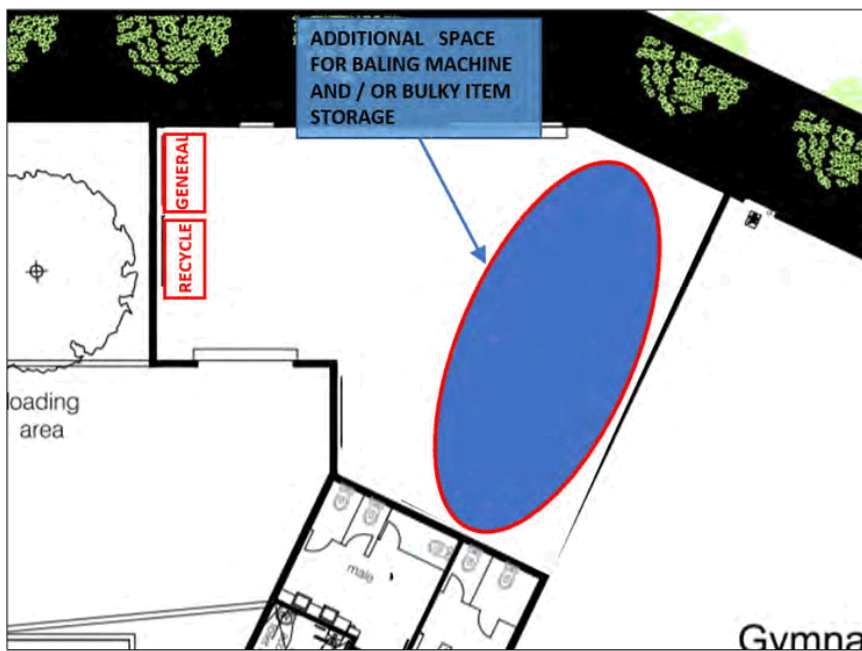 ADDITIONAL SPACE
FOR BALING MACHINE
AND / OR BULKY ITEM
STORAGE
GENERAL
RECYCLE
loading
area
male
Gymna